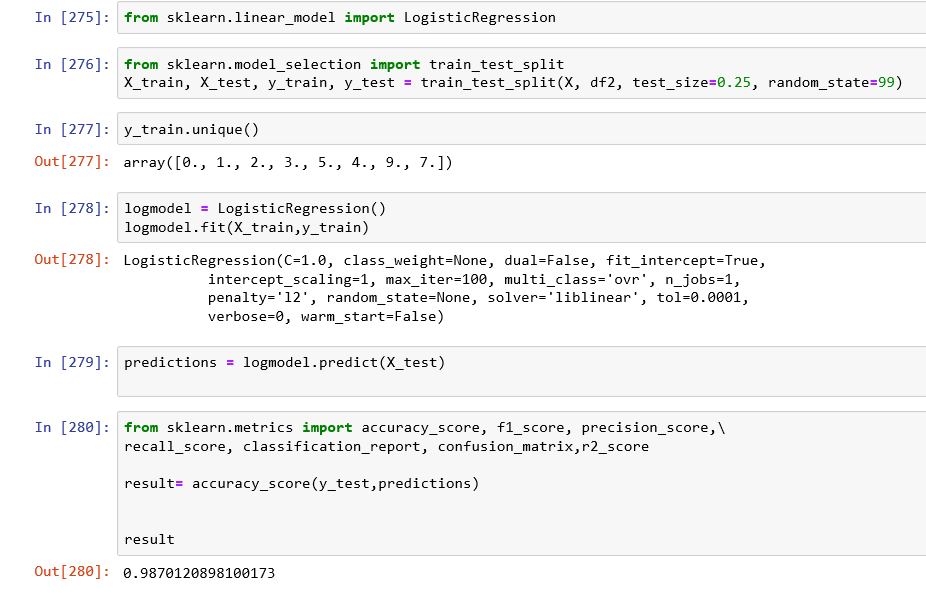 In [275]: from sklearn.linear_model import LogisticRegression
In [276]: from sklearn.model_selection import train_test_split
X_train, X_test, y_train, y_test = train_test_split(X, df2, test_size=0.25, random_state=99)
In [277]: y_train.unique()
Out[277]: array([0., 1., 2., 3., 5., 4., 9., 7.])
In [278]: logmodel = LogisticRegression()
logmodel.fit(X_train,y_train)
Out[278]: LogisticRegression(C=1.0, class_weight=None, dual=False, fit_intercept=True,
intercept_scaling=1, max_iter=100, multi_class='ovr', n_jobs=1,
penalty='l2', random_state=None, solver='liblinear', tol=0.0001,
verbose=0, warm_start=False)
In [279]: predictions = logmodel.predict(X_test)
In [280]: from sklearn.metrics import accuracy_score, f1_score, precision_score,\
recall_score, classification_report, confusion_matrix,r2_score
result= accuracy_score(y_test,predictions)
result
Out[280]: 0.9870120898100173